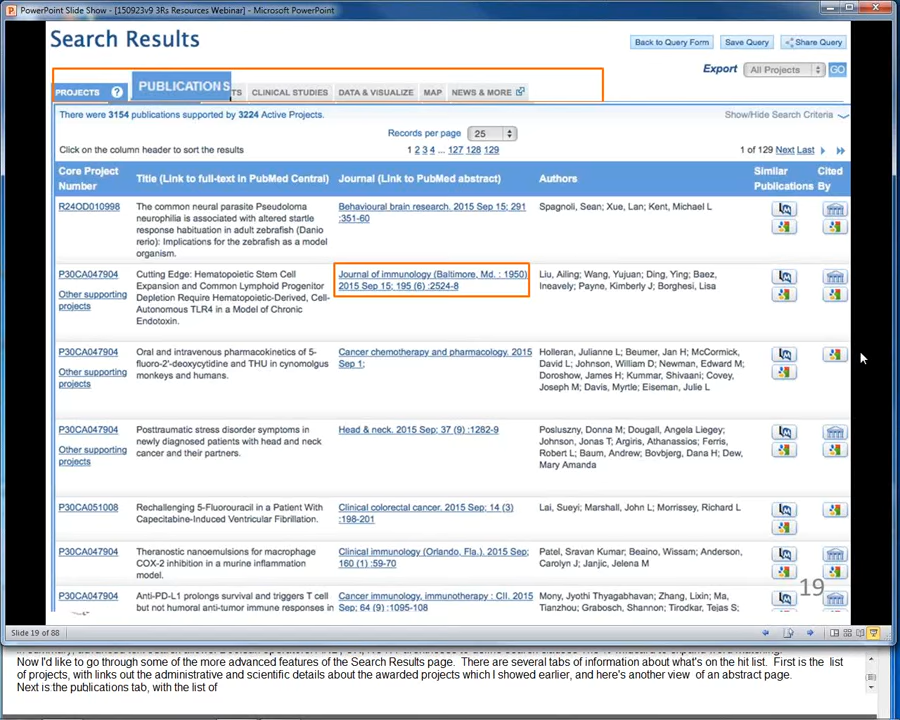 PowerPoint Slide Show - [150923v9 3Rs Resources Webinar] - Microsoft PowerPoint
Search Results
Back to Query Form
Save Query
Share Query
Export
All Projects
GO
PROJECTS
?
PUBLICATIONS
TS
CLINICAL STUDIES
DATA & VISUALIZE
MAP
NEWS & MORE
There were 3154 publications supported by 3224 Active Projects.
Show/Hide Search Criteria
Records per page
25
Click on the column header to sort the results
1 2 3 4 ... 127 128 129
1 of 129 Next Last
Core Project Number
Title (Link to full-text in PubMed Central)
Journal (Link to PubMed abstract)
Authors
Similar Publications
Cited By
R24OD010998
The common neural parasite Pseudoloma
neurophilia is associated with altered startle
response habituation in adult zebrafish (Danio
rerio): Implications for the zebrafish as a model
organism.
Behavioural brain research. 2015 Sep 15; 291
:351-60
Spagnoli, Sean; Xue, Lan; Kent, Michael L
P30CA047904
Other supporting
projects
Cutting Edge: Hematopoietic Stem Cell
Expansion and Common Lymphoid Progenitor
Depletion Require Hematopoietic-Derived, Cell-
Autonomous TLR4 in a Model of Chronic
Endotoxin.
Journal of immunology (Baltimore, Md. : 1950)
2015 Sep 15; 195 (6) :2524-8
Liu, Ailing; Wang, Yujuan; Ding, Ying; Baez,
Ineavely; Payne, Kimberly J; Borghesi, Lisa
P30CA047904
Other supporting
projects
Oral and intravenous pharmacokinetics of 5-
fluoro-2'-deoxycytidine and THU in cynomolgus
monkeys and humans.
Cancer chemotherapy and pharmacology. 2015
Sep 1;
Holleran, Julianne L; Beumer, Jan H; McCormick,
David L; Johnson, William D; Newman, Edward M;
Doroshow, James H; Kummar, Shivaani; Covey,
Joseph M; Davis, Myrtle; Eiseman, Julie L
P30CA047904
Other supporting
projects
Posttraumatic stress disorder symptoms in
newly diagnosed patients with head and neck
cancer and their partners.
Head & neck. 2015 Sep; 37 (9) :1282-9
Posluszny, Donna M; Dougall, Angela Liegey;
Johnson, Jonas T; Argiris, Athanassios; Ferris,
Robert L; Baum, Andrew; Bovbjerg, Dana H; Dew,
Mary Amanda
P30CA051008
Rechallenging 5-Fluorouracil in a Patient With
Capecitabine-Induced Ventricular Fibrillation.
Clinical colorectal cancer. 2015 Sep; 14 (3)
:198-201
Lai, Sueyi; Marshall, John L; Morrissey, Richard L
P30CA047904
Theranostic nanoemulsions for macrophage
COX-2 inhibition in a murine inflammation
model.
Clinical immunology (Orlando, Fla.). 2015 Sep;
160 (1) :59-70
Patel, Sravan Kumar; Beaino, Wissam; Anderson,
Carolyn J; Janjic, Jelena M
P30CA047904
Anti-PD-L1 prolongs survival and triggers T cell
but not humoral anti-tumor immune responses in
Cancer immunology, immunotherapy : CII. 2015
Sep; 64 (9) :1095-108
Mony, Jyothi Thyagabhavan; Zhang, Lixin; Ma,
Tianzhou; Grabosch, Shannon; Tirodkar, Tejas S;
19
Slide 19 of 88
Now I'd like to go through some of the more advanced features of the Search Results page. There are several tabs of information about what's on the hit list. First is the list
of projects, with links out the administrative and scientific details about the awarded projects which I showed earlier, and here's another view of an abstract page.
Next is the publications tab, with the list of